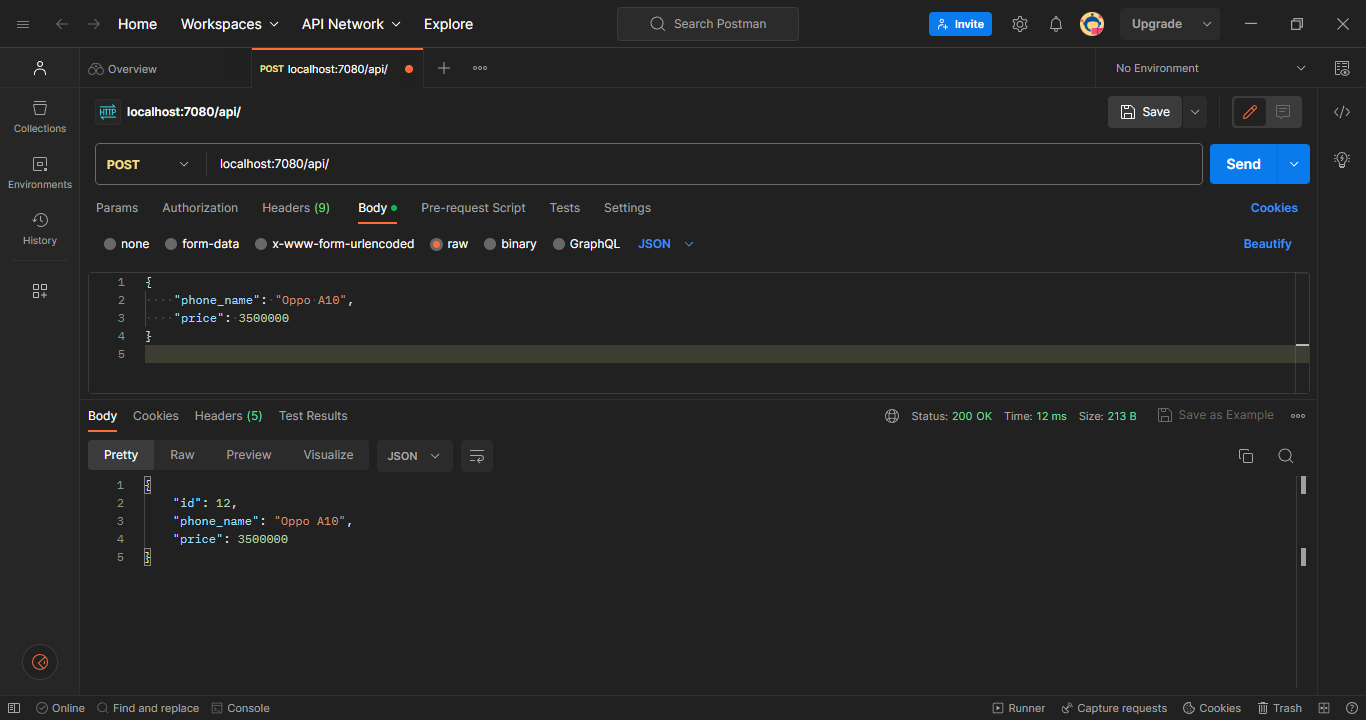 Home Workspaces API Network Explore Search Postman Invite Upgrade
Overview POST localhost:7080/api/ No Environment
HTTP localhost:7080/api/ Save
Collections
POST localhost:7080/api/ Send
Environments
Params Authorization Headers (9) Body Pre-request Script Tests Settings Cookies
History
none form-data x-www-form-urlencoded raw binary GraphQL JSON Beautify
1 {
2 "phone_name": "Oppo A10",
3 "price": 3500000
4 }
5
Body Cookies Headers (5) Test Results Status: 200 OK Time: 12 ms Size: 213 B Save as Example
Pretty Raw Preview Visualize JSON
1 {
2 "id": 12,
3 "phone_name": "Oppo A10",
4 "price": 3500000
5 }
Online Find and replace Console Runner Capture requests Cookies Trash